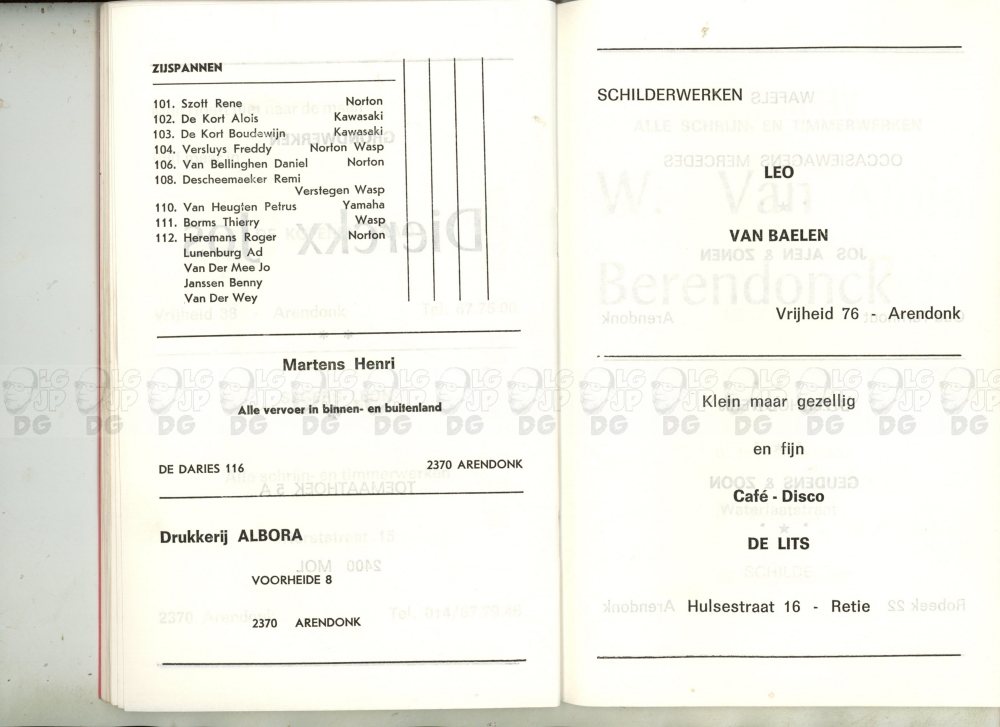 ZIJSPANNEN
101. Szott Rene Norton
102. De Kort Alois Kawasaki
103. De Kort Boudewijn Kawasaki
104. Versluys Freddy Norton Wasp
106. Van Bellinghen Daniel Norton
108. Descheemaeker Remi
Verstegen Wasp
110. Van Heugten Petrus Yamaha
111. Borms Thierry Wasp
112. Heremans Roger Norton
Lunenburg Ad
Van Der Mee Jo
Janssen Benny
Van Der Wey
Martens Henri
Alle vervoer in binnen- en buitenland
DE DARIES 116 2370 ARENDONK
Drukkerij ALBORA
VOORHEIDE 8
2370 ARENDONK
SCHILDERWERKEN
LEO
VAN BAELEN
Vrijheid 76 - Arendonk
Klein maar gezellig
en fijn
Café - Disco
DE LITS
Hulsestraat 16 - Retie